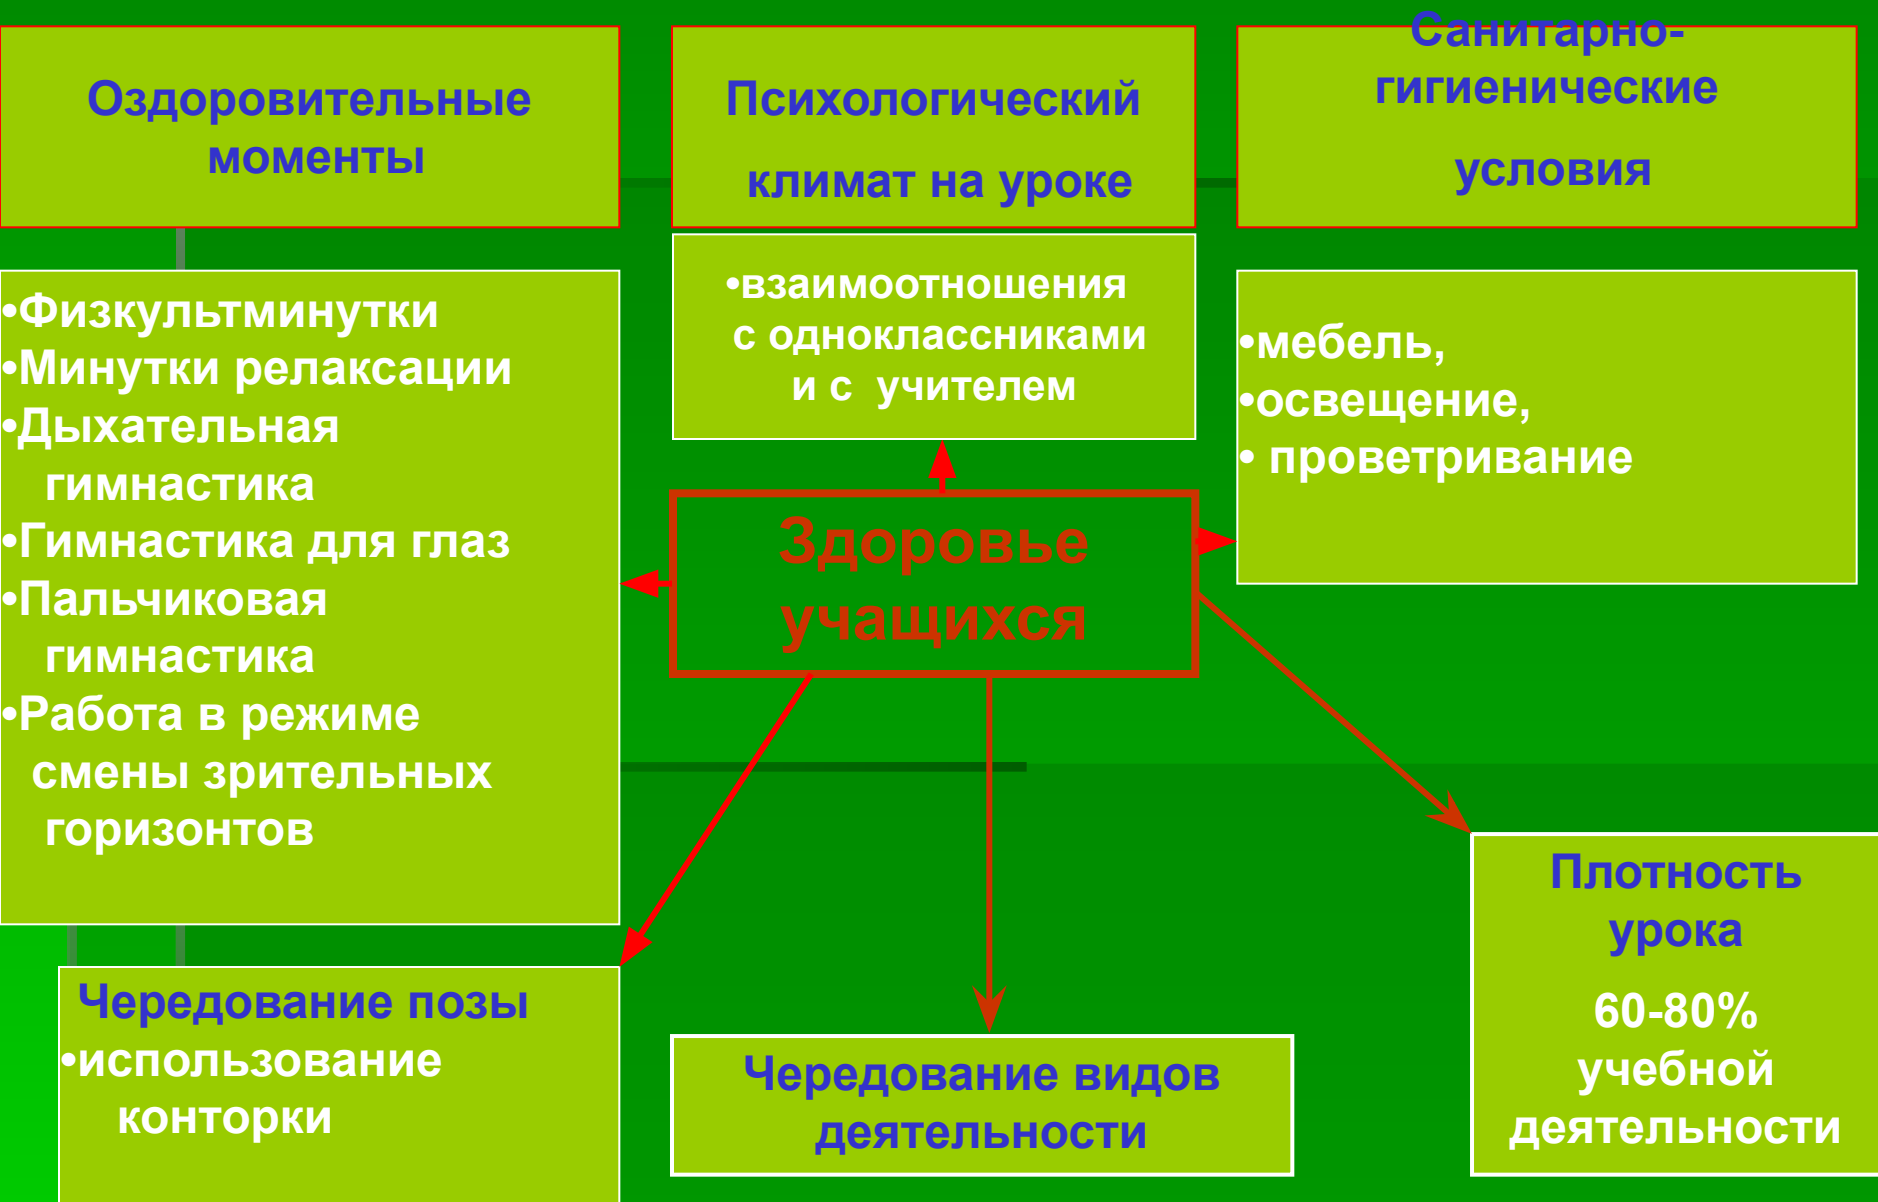 Оздоровительные
моменты
Психологический
климат на уроке
Санитарно-
гигиенические
условия
•Физкультминутки
•Минутки релаксации
•Дыхательная
гимнастика
•Гимнастика для глаз
•Пальчиковая
гимнастика
•Работа в режиме
смены зрительных
горизонтов
•взаимоотношения
с одноклассниками
и с учителем
•мебель,
•освещение,
• проветривание
Здоровье
учащихся
Чередование позы
•использование
конторки
Чередование видов
деятельности
Плотность
урока
60-80%
учебной
деятельности